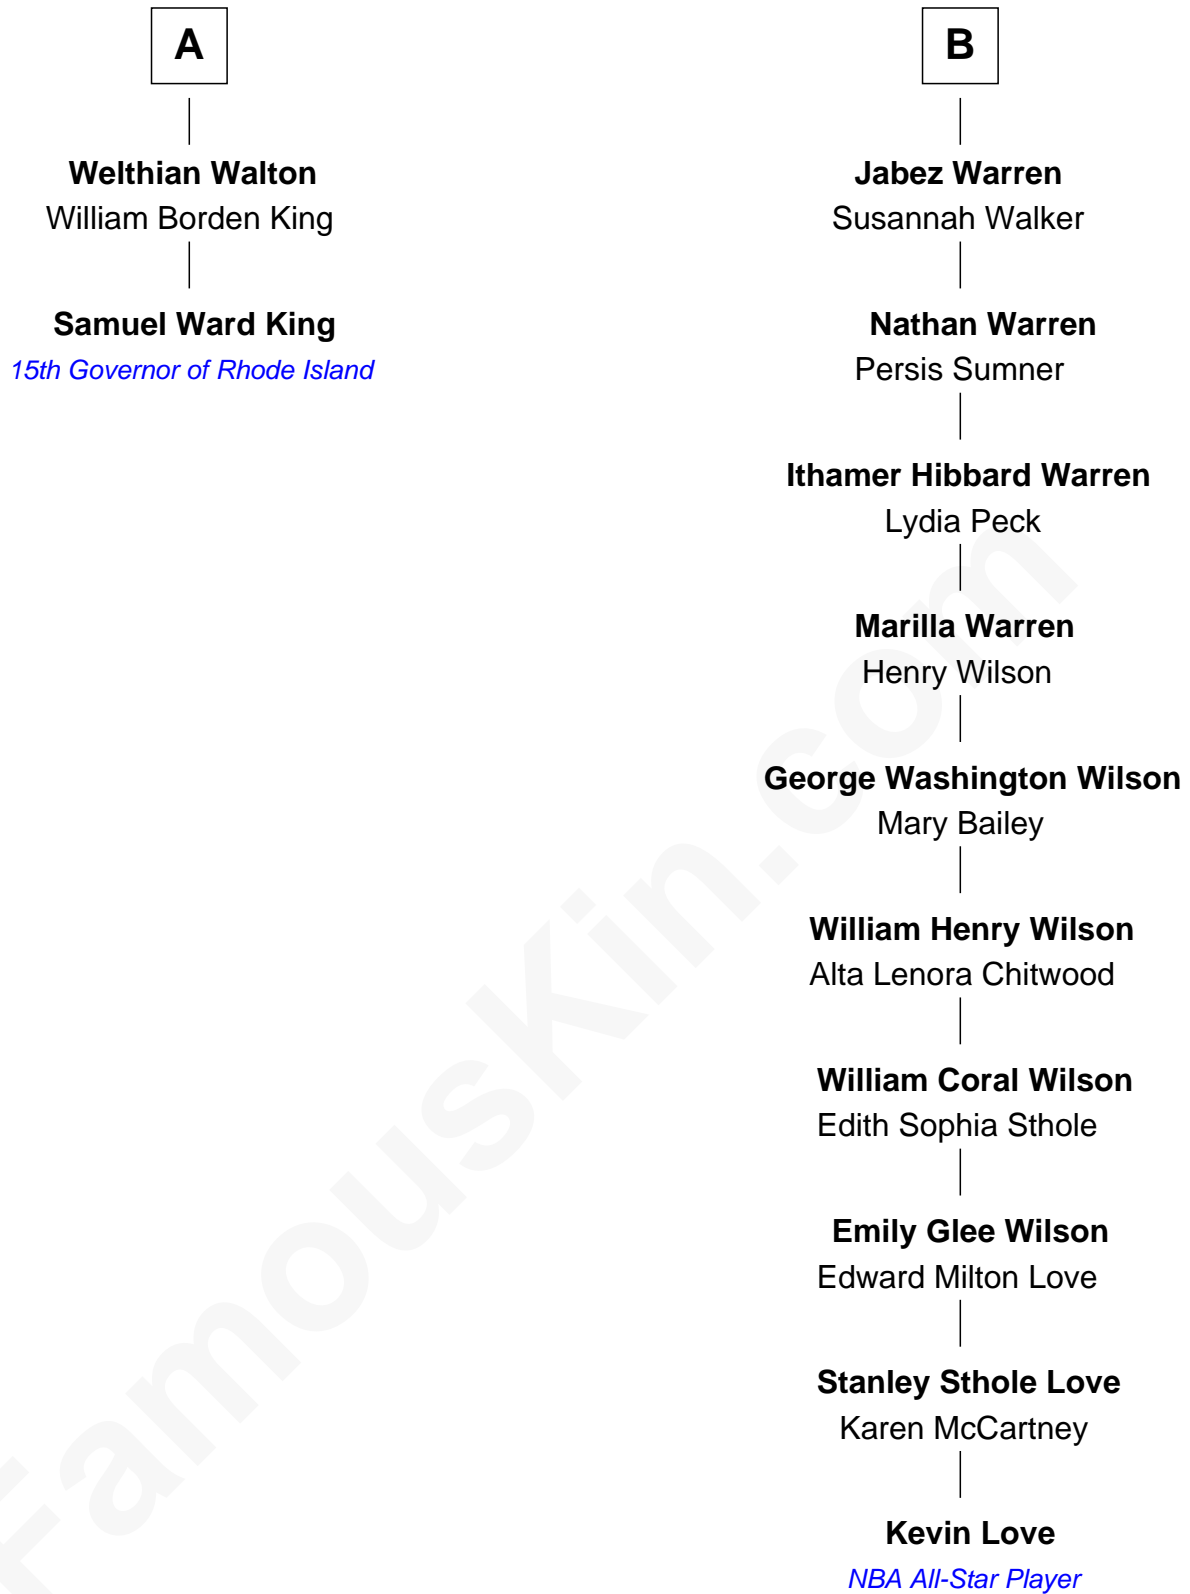 A
Welthian Walton
William Borden King
Samuel Ward King
15th Governor of Rhode Island
B
Jabez Warren
Susannah Walker
Nathan Warren
Persis Sumner
Ithamer Hibbard Warren
Lydia Peck
Marilla Warren
Henry Wilson
George Washington Wilson
Mary Bailey
William Henry Wilson
Alta Lenora Chitwood
William Coral Wilson
Edith Sophia Sthole
Emily Glee Wilson
Edward Milton Love
Stanley Sthole Love
Karen McCartney
Kevin Love
NBA All-Star Player
FamousKin.com